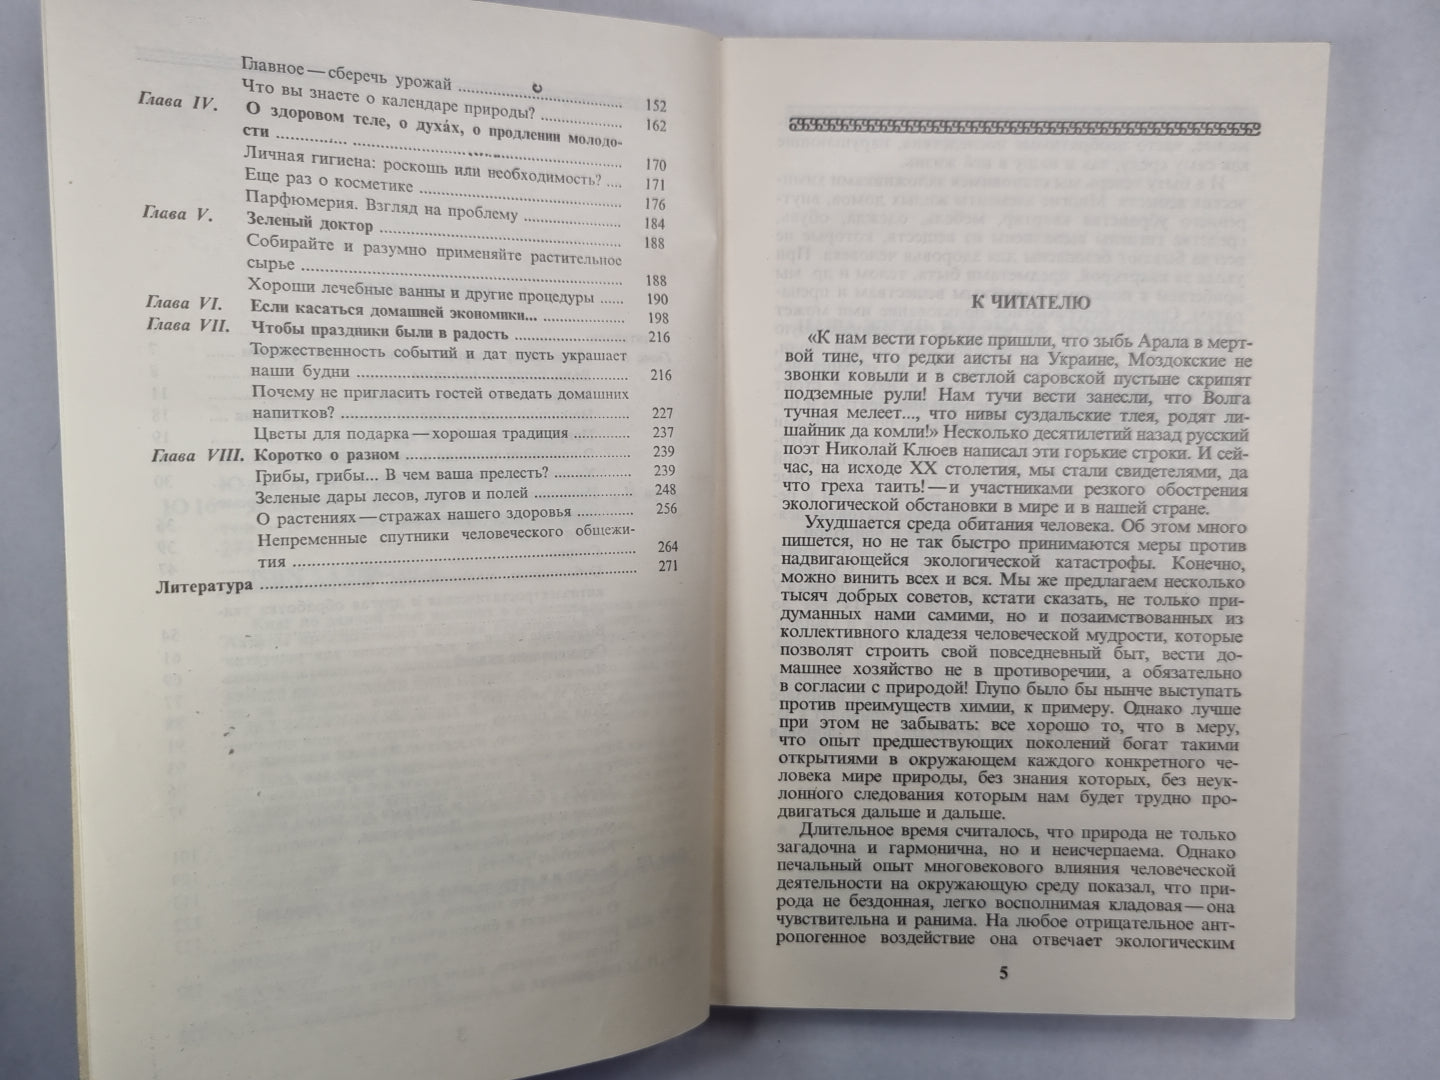 Главное — сберечь урожай ........ 152
Что вы знаете о календаре природы? ........ 162
Глава IV. О здоровом теле, о духа́х, о продлении молодо-
сти ........ 170
Личная гигиена: роскошь или необходимость? .... 171
Еще раз о косметике ........ 176
Парфюмерия. Взгляд на проблему ........ 184
Глава V. Зеленый доктор ........ 188
Собирайте и разумно применяйте растительное
сырье ........ 188
Хороши лечебные ванны и другие процедуры ...... 190
Глава VI. Если касаться домашней экономики... ........ 198
Глава VII. Чтобы праздники были в радость ........ 216
Торжественность событий и дат пусть украшает
наши будни ........ 216
Почему не пригласить гостей отведать домашних
напитков? ........ 227
Цветы для подарка — хорошая традиция ........ 237
Глава VIII. Коротко о разном ........ 239
Грибы, грибы... В чем ваша прелесть? ........ 239
Зеленые дары лесов, лугов и полей ........ 248
О растениях — стражах нашего здоровья ........ 256
Непременные спутники человеческого общежи-
тия ........ 264
Литература ........ 271
К ЧИТАТЕЛЮ
«К нам вести горькие пришли, что зыбь Арала в мерт-
вой тине, что редки аисты на Украине, Моздокские не
звонки ковыли и в светлой саровской пустыне скрипят
подземные рули! Нам тучи вести занесли, что Волга
тучная мелеет..., что нивы суздальские тлея, родят ли-
шайник да комли!» Несколько десятилетий назад русский
поэт Николай Клюев написал эти горькие строки. И сей-
час, на исходе XX столетия, мы стали свидетелями, да
что греха таить! — и участниками резкого обострения
экологической обстановки в мире и в нашей стране.
Ухудшается среда обитания человека. Об этом много
пишется, но не так быстро принимаются меры против
надвигающейся экологической катастрофы. Конечно,
можно винить всех и вся. Мы же предлагаем несколько
тысяч добрых советов, кстати сказать, не только при-
думанных нами самими, но и позаимствованных из
коллективного кладезя человеческой мудрости, которые
позволят строить свой повседневный быт, вести до-
машнее хозяйство не в противоречии, а обязательно
в согласии с природой! Глупо было бы нынче выступать
против преимуществ химии, к примеру. Однако лучше
при этом не забывать: все хорошо то, что в меру,
что опыт предшествующих поколений богат такими
открытиями в окружающем каждого конкретного че-
ловека мире природы, без знания которых, без неук-
лонного следования которым нам будет трудно про-
двигаться дальше и дальше.
Длительное время считалось, что природа не только
загадочна и гармонична, но и неисчерпаема. Однако
печальный опыт многовекового влияния человеческой
деятельности на окружающую среду показал, что при-
рода не бездонная, легко восполнимая кладовая — она
чувствительна и ранима. На любое отрицательное ант-
ропогенное воздействие она отвечает экологическим
5